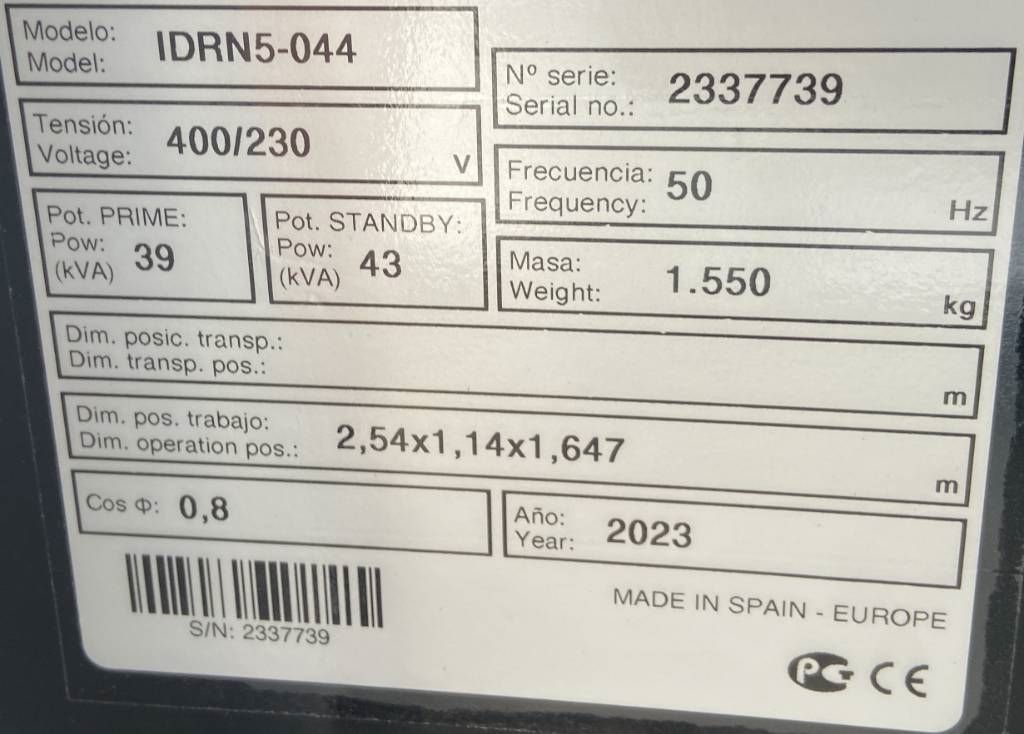 Modelo:
Model: IDRN5-044
Nº serie:
Serial no.: 2337739
Tensión:
Voltage: 400/230 V
Frecuencia:
Frequency: 50 Hz
Pot. PRIME:
Pow:
(kVA) 39
Pot. STANDBY:
Pow:
(kVA) 43
Masa:
Weight: 1.550 kg
Dim. posic. transp.:
Dim. transp. pos.: m
Dim. pos. trabajo:
Dim. operation pos.: 2,54x1,14x1,647 m
Cos Φ: 0,8
Año:
Year: 2023
S/N: 2337739
MADE IN SPAIN - EUROPE
PG CE